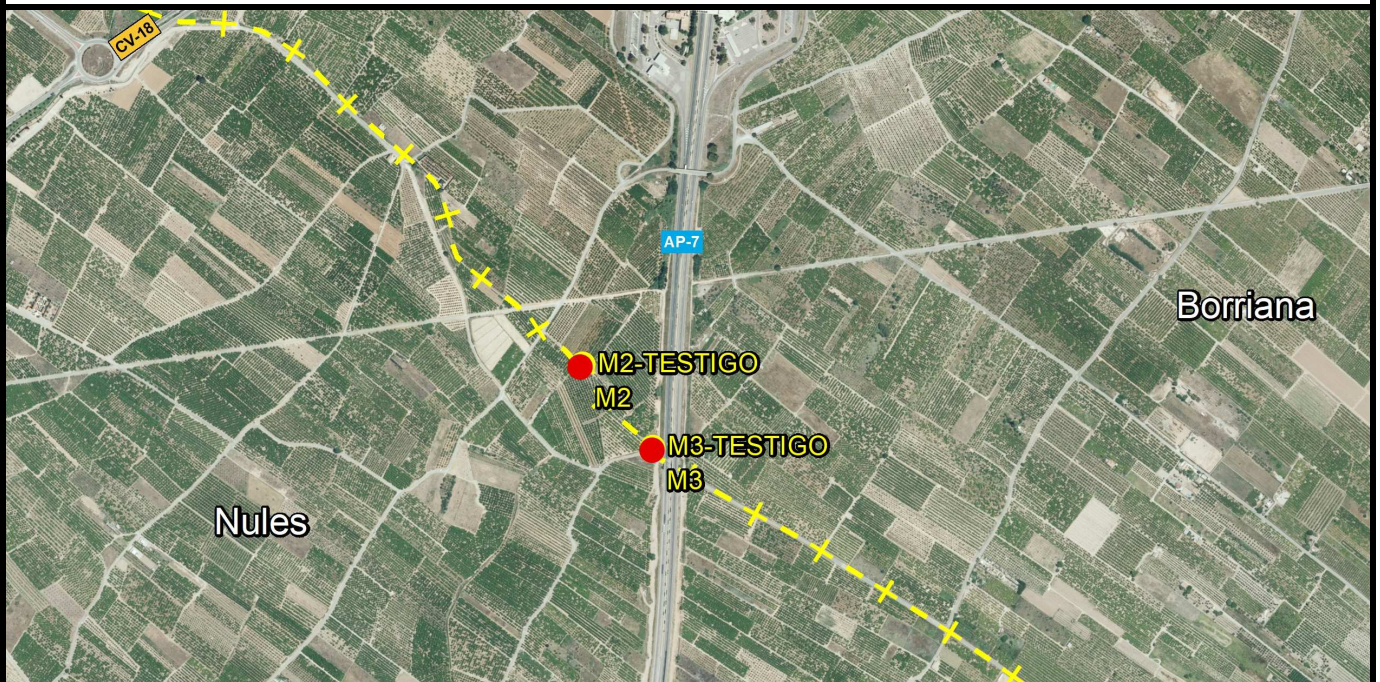 CV-18
AP-7
Borriana
M2-TESTIGO
M2
M3-TESTIGO
M3
Nules